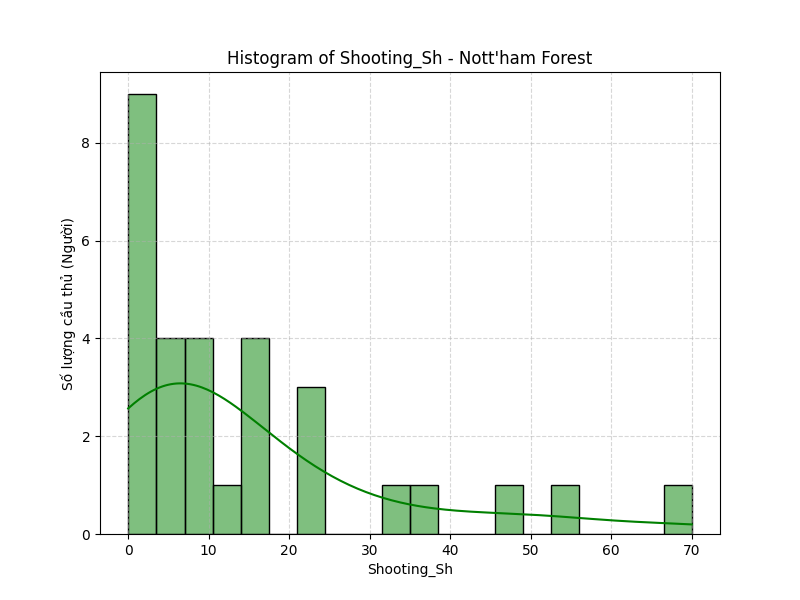 Histogram of Shooting_Sh - Nott'ham Forest
8
6
4
2
0
Số lượng cầu thủ (Người)
0 10 20 30 40 50 60 70
Shooting_Sh